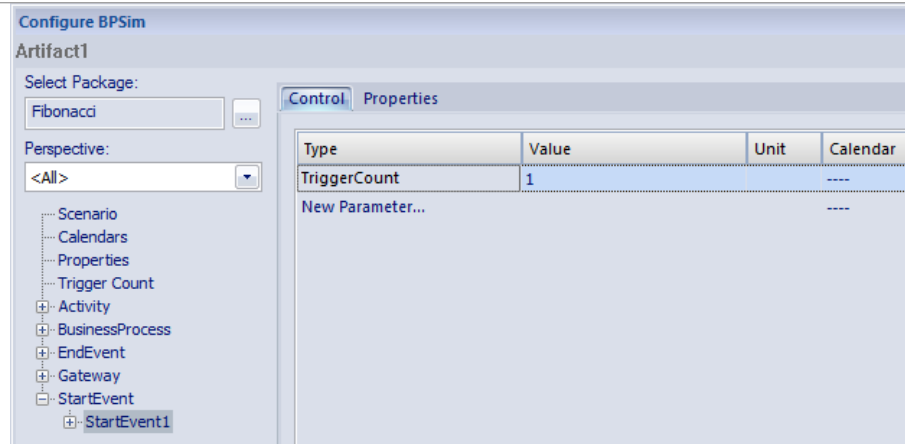 Configure BPSim
Artifact1
Select Package:
Fibonacci
...
Perspective:
<All>
Scenario
Calendars
Properties
Trigger Count
Activity
BusinessProcess
EndEvent
Gateway
StartEvent
StartEvent1
Control Properties
Type Value Unit Calendar
TriggerCount 1 ----
New Parameter... ----